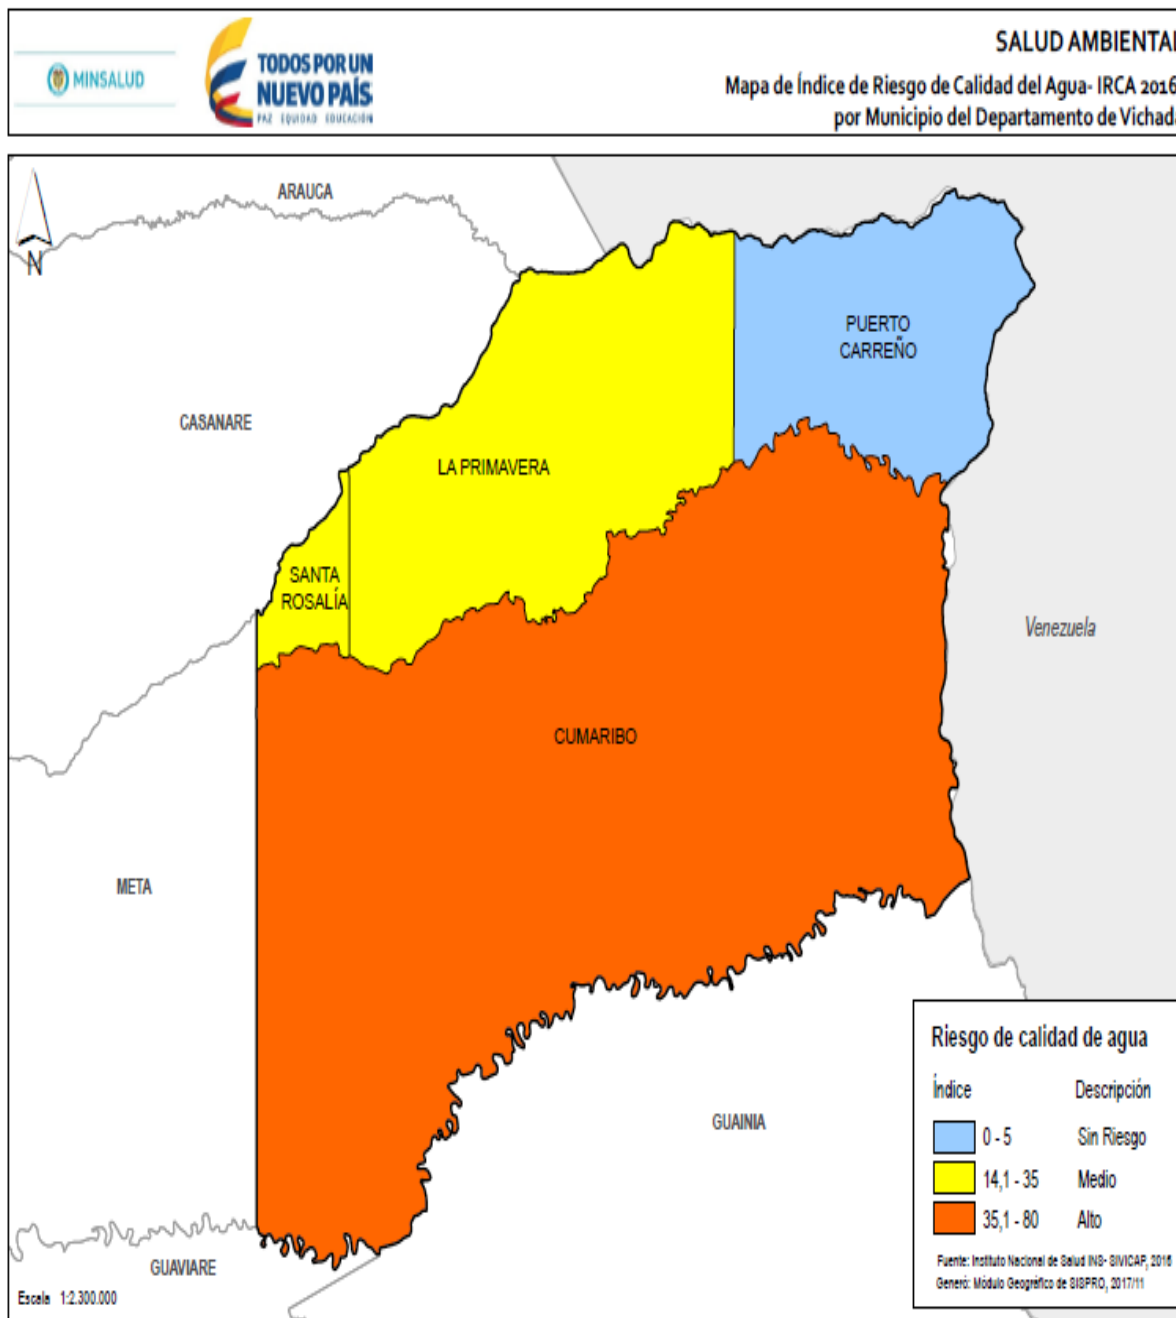 MINSALUD
TODOS POR UN
NUEVO PAÍS
PAZ EQUIDAD EDUCACIÓN
SALUD AMBIENTAL
Mapa de Índice de Riesgo de Calidad del Agua- IRCA 2016
por Municipio del Departamento de Vichada
N
ARAUCA
PUERTO
CARREÑO
CASANARE
LA PRIMAVERA
SANTA
ROSALÍA
Venezuela
CUMARIBO
META
GUAINIA
GUAVIARE
Escala 1:2.300.000
Riesgo de calidad de agua
Índice Descripción
0 - 5 Sin Riesgo
14,1 - 35 Medio
35,1 - 80 Alto
Fuente: Instituto Nacional de Salud INS- SIVICAP, 2016
Generó: Módulo Geográfico de SISPRO, 2017/11